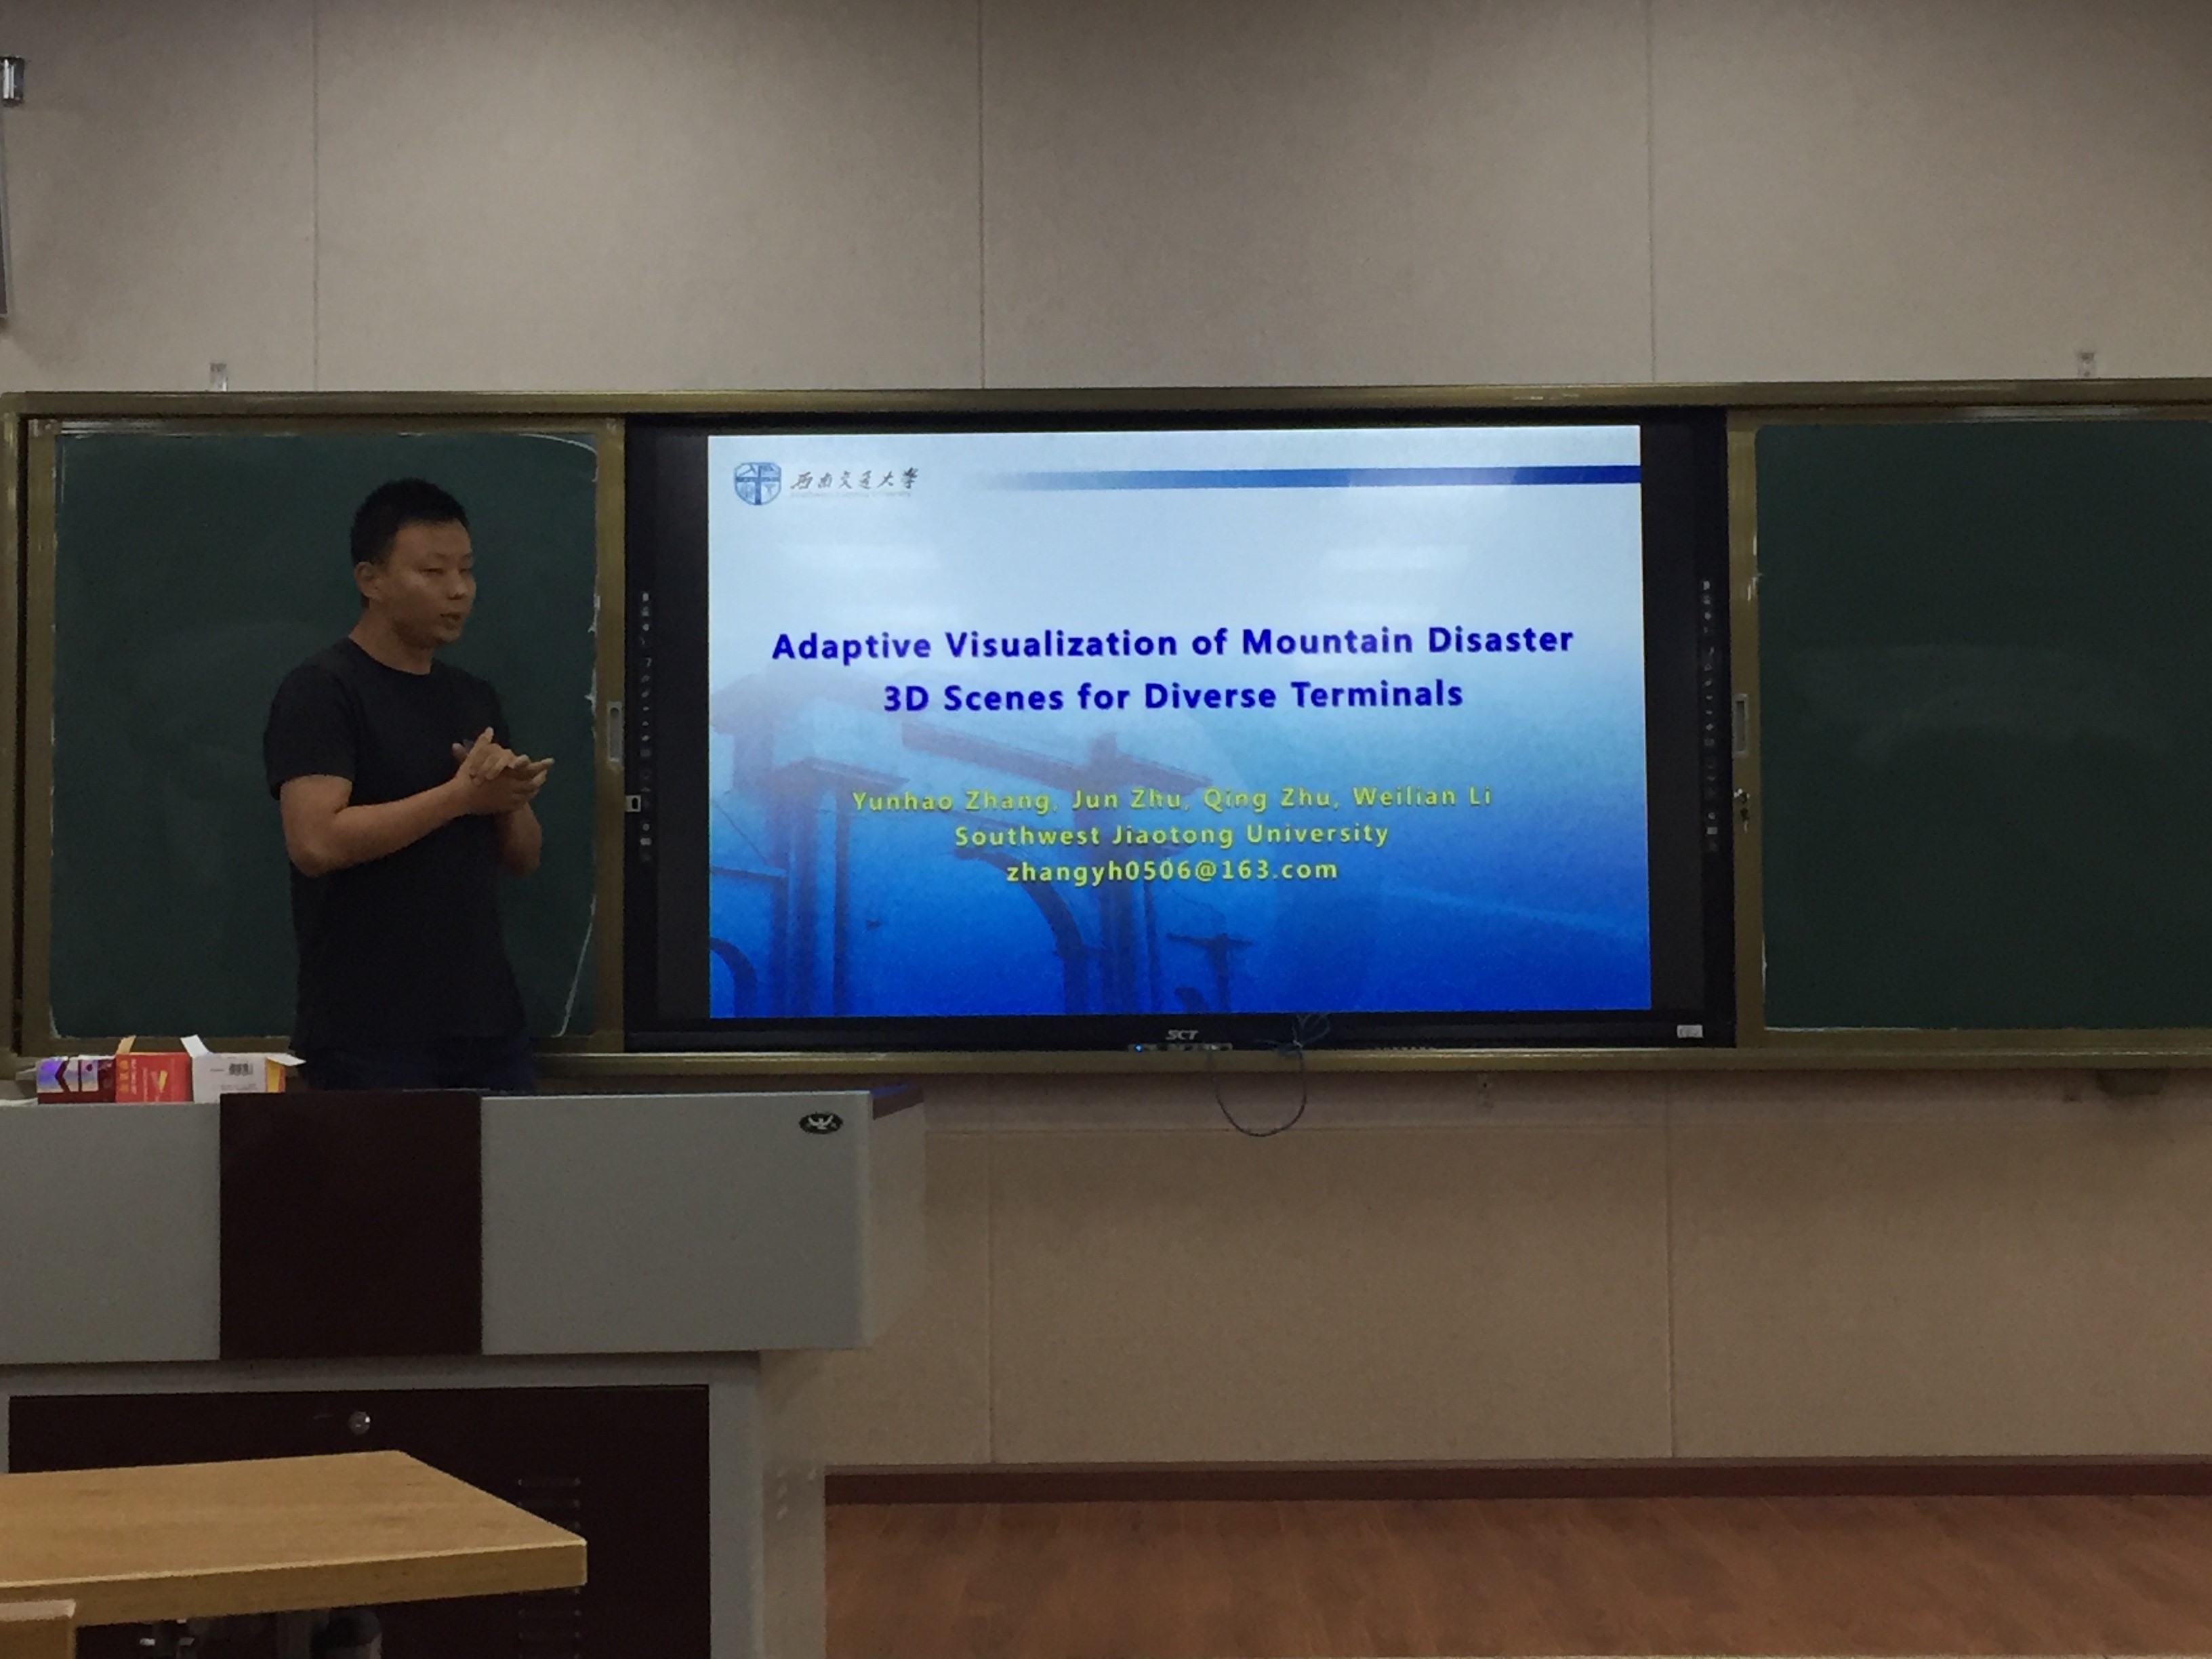 西南交通大学
Adaptive Visualization of Mountain Disaster
3D Scenes for Diverse Terminals
Yunhao Zhang, Jun Zhu, Qing Zhu, Weilian Li
Southwest Jiaotong University
zhangyh0506@163.com
SCT